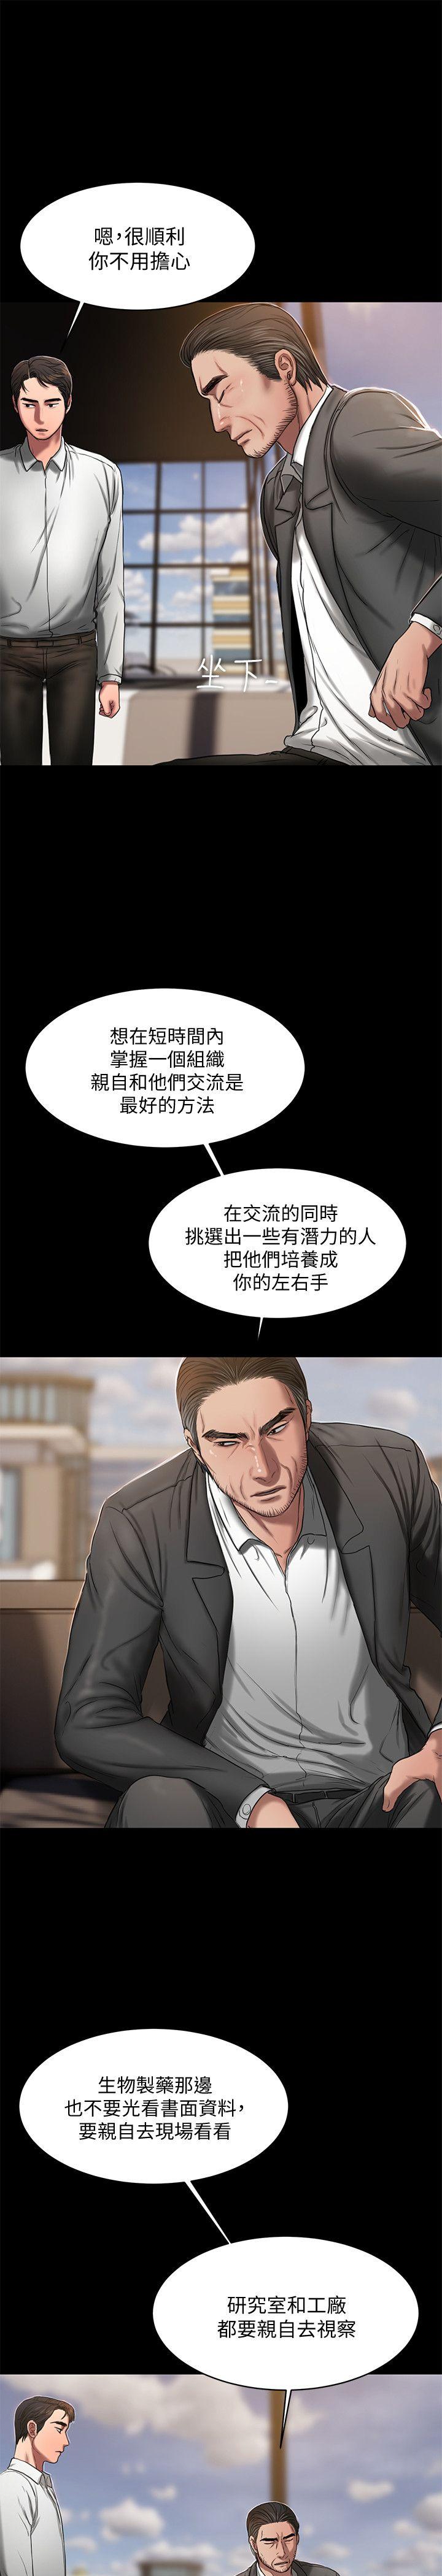 嗯，很順利
你不用擔心
坐下
想在短時間內
掌握一個組織
親自和他們交流是
最好的方法
在交流的同時
挑選出一些有潛力的人
把他們培養成
你的左右手
生物製藥那邊
也不要光看書面資料，
要親自去現場看看
研究室和工廠
都要親自去視察